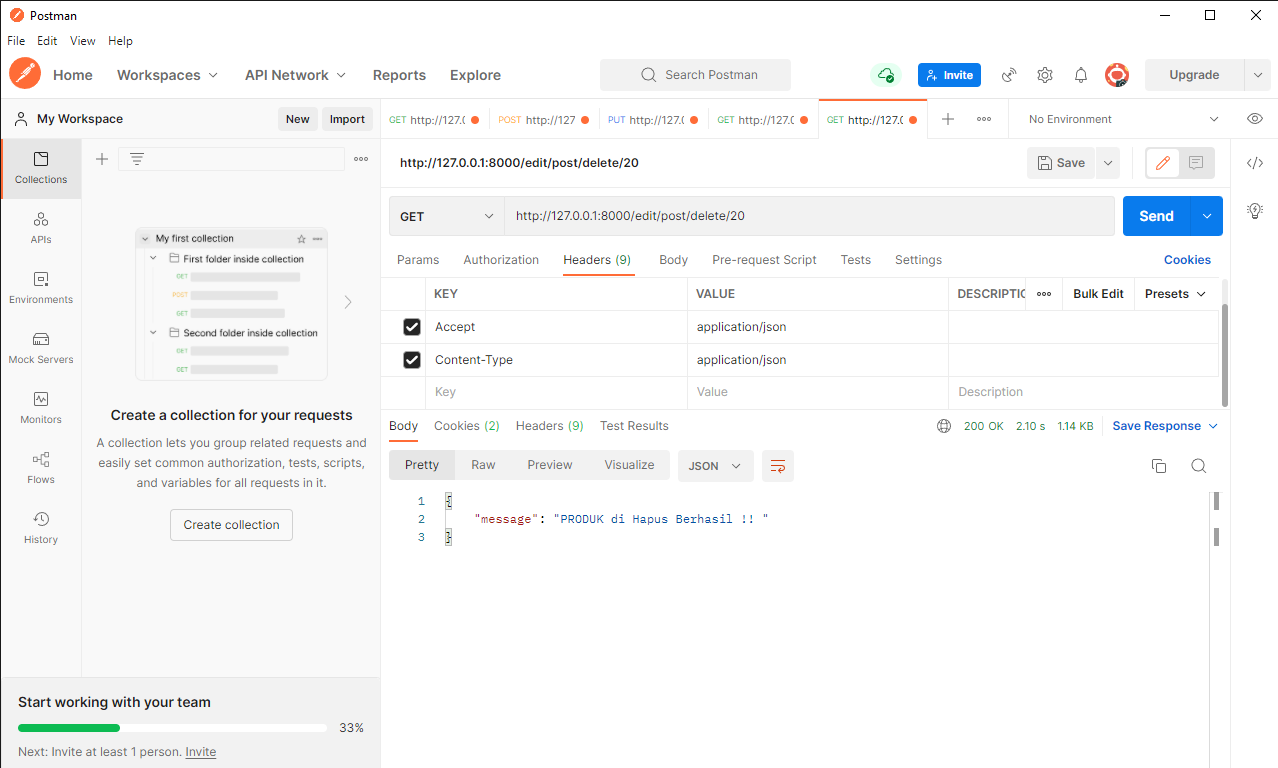 Postman
File Edit View Help
Home Workspaces API Network Reports Explore Search Postman Invite Upgrade
My Workspace New Import
GET http://127.0 POST http://127 PUT http://127.0 GET http://127.0 GET http://127.0 No Environment
Collections
APIs
Environments
Mock Servers
Monitors
Flows
History
My first collection
First folder inside collection
GET
POST
GET
Second folder inside collection
GET
GET
Create a collection for your requests
A collection lets you group related requests and
easily set common authorization, tests, scripts,
and variables for all requests in it.
Create collection
Start working with your team
33%
Next: Invite at least 1 person. Invite
http://127.0.0.1:8000/edit/post/delete/20 Save
GET http://127.0.0.1:8000/edit/post/delete/20 Send
Params Authorization Headers (9) Body Pre-request Script Tests Settings Cookies
KEY VALUE DESCRIPTIO Bulk Edit Presets
Accept application/json
Content-Type application/json
Key Value Description
Body Cookies (2) Headers (9) Test Results 200 OK 2.10 s 1.14 KB Save Response
Pretty Raw Preview Visualize JSON
1 {
2 "message": "PRODUK di Hapus Berhasil !! "
3 }